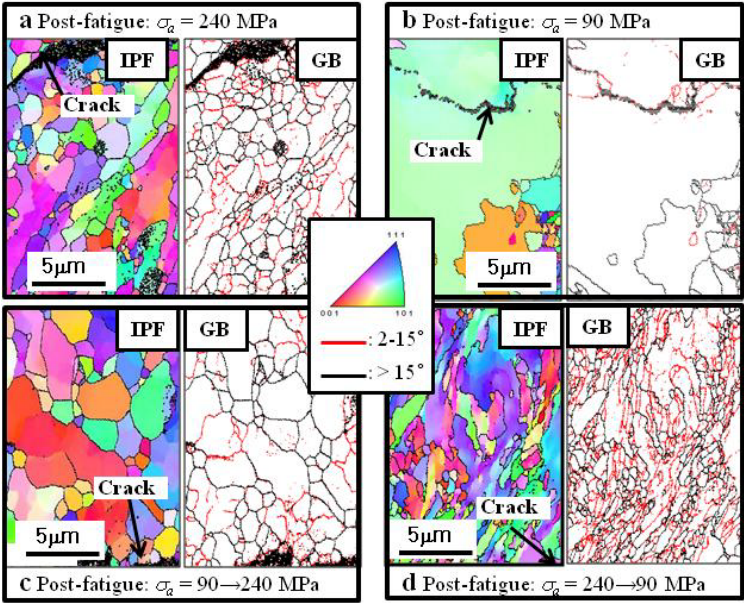 a Post-fatigue: σa = 240 MPa
IPF
GB
Crack
5μm
b Post-fatigue: σa = 90 MPa
IPF
GB
Crack
5μm
111
001
101
: 2-15°
: > 15°
IPF
GB
Crack
5μm
c Post-fatigue: σa = 90→240 MPa
IPF
GB
Crack
5μm
d Post-fatigue: σa = 240→90 MPa